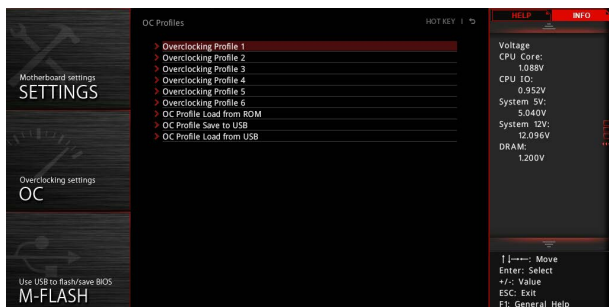 OC Profiles
HOT KEY |
HELP
INFO
Motherboard settings
SETTINGS
Overclocking settings
OC
Use USB to flash/save BIOS
M-FLASH
> Overclocking Profile 1
> Overclocking Profile 2
> Overclocking Profile 3
> Overclocking Profile 4
> Overclocking Profile 5
> Overclocking Profile 6
> OC Profile Load from ROM
> OC Profile Save to USB
> OC Profile Load from USB
Voltage
CPU Core:
1.088V
CPU IO:
0.952V
System 5V:
5.040V
System 12V:
12.096V
DRAM:
1.200V
↑↓→←: Move
Enter: Select
+/-: Value
ESC: Exit
F1: General Help